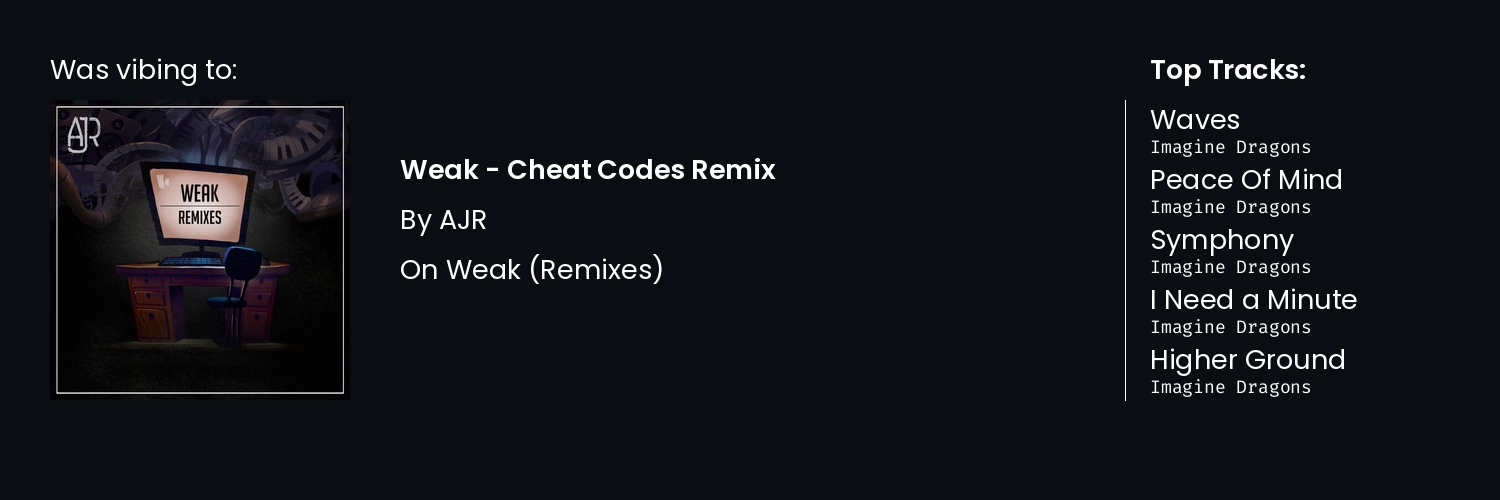 Was vibing to:
AJR
WEAK
REMIXES
Weak - Cheat Codes Remix
By AJR
On Weak (Remixes)
Top Tracks:
Waves
Imagine Dragons
Peace Of Mind
Imagine Dragons
Symphony
Imagine Dragons
I Need a Minute
Imagine Dragons
Higher Ground
Imagine Dragons